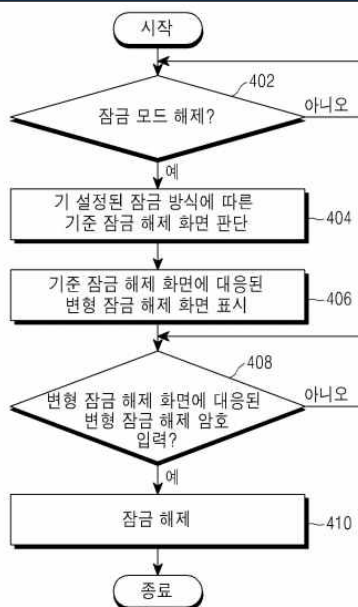 시작
402
잠금 모드 해제?
아니오
예
기 설정된 잠금 방식에 따른
기준 잠금 해제 화면 판단
404
기준 잠금 해제 화면에 대응된
변형 잠금 해제 화면 표시
406
408
변형 잠금 해제 화면에 대응된
변형 잠금 해제 암호
입력?
아니오
예
잠금 해제
410
종료